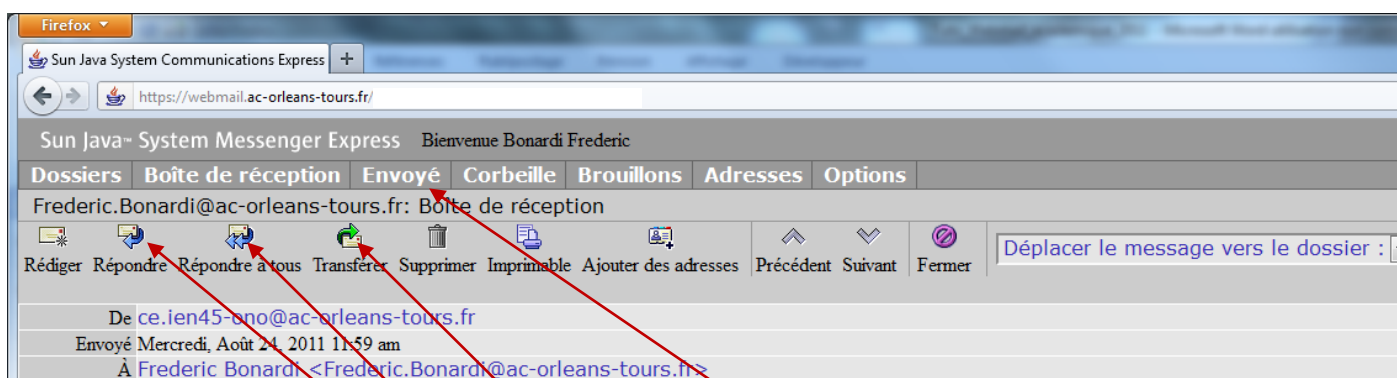 Firefox
Sun Java System Communications Express
https://webmail.ac-orleans-tours.fr/
Sun Java™ System Messenger Express Bienvenue Bonardi Frederic
Dossiers Boîte de réception Envoyé Corbeille Brouillons Adresses Options
Frederic.Bonardi@ac-orleans-tours.fr: Boîte de réception
Rédiger Répondre Répondre à tous Transférer Supprimer Imprimable Ajouter des adresses Précédent Suivant Fermer Déplacer le message vers le dossier :
De ce.ien45-ono@ac-orleans-tours.fr
Envoyé Mercredi, Août 24, 2011 11:59 am
À Frederic Bonardi <Frederic.Bonardi@ac-orleans-tours.fr>